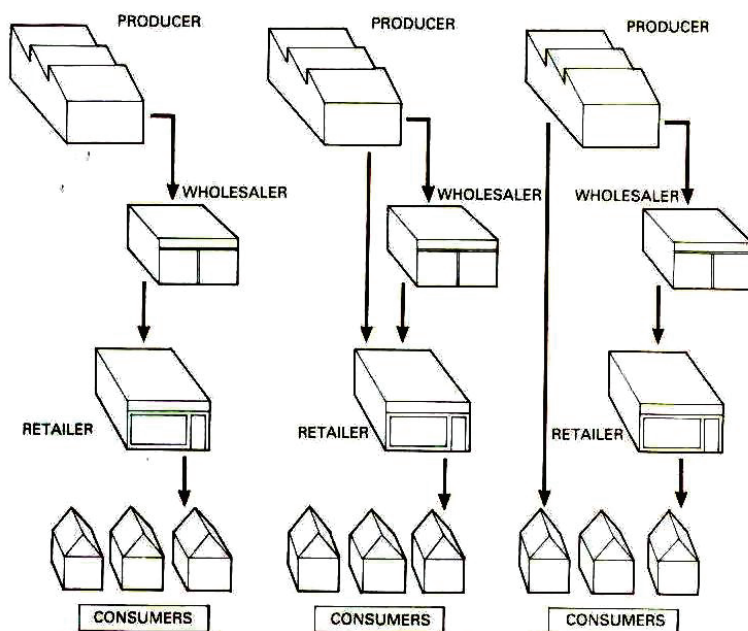 PRODUCER
PRODUCER
PRODUCER
WHOLESALER
WHOLESALER
WHOLESALER
RETAILER
RETAILER
RETAILER
CONSUMERS
CONSUMERS
CONSUMERS